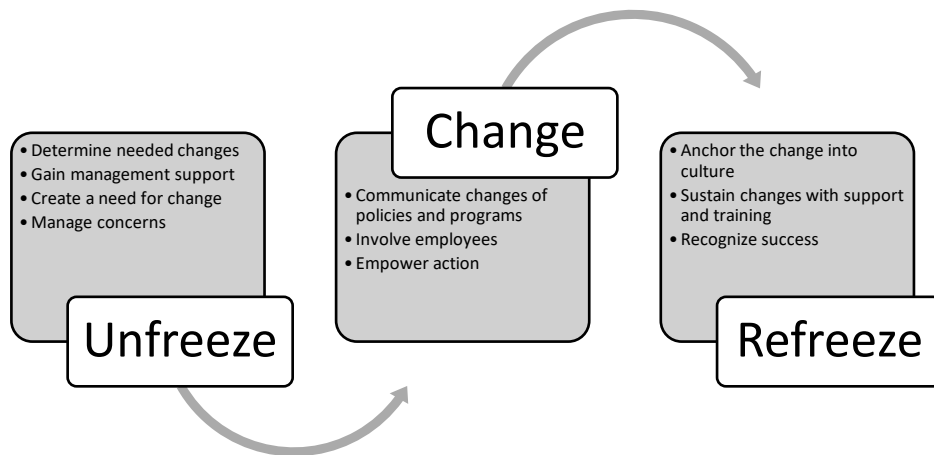 • Determine needed changes
• Gain management support
• Create a need for change
• Manage concerns
Unfreeze
Change
• Communicate changes of
policies and programs
• Involve employees
• Empower action
• Anchor the change into
culture
• Sustain changes with support
and training
• Recognize success
Refreeze